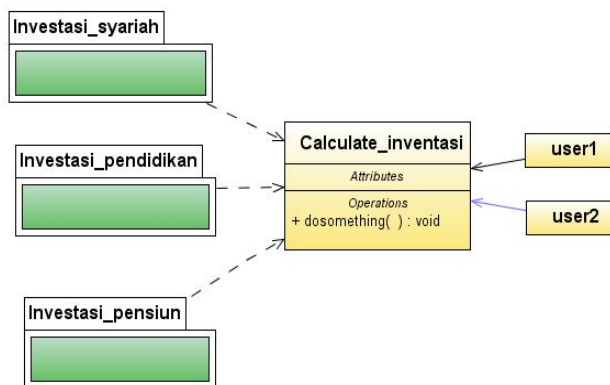 Investasi_syariah
Investasi_pendidikan
Investasi_pensiun
Calculate_inventasi
Attributes
Operations
+ dosomething( ) : void
user1
user2